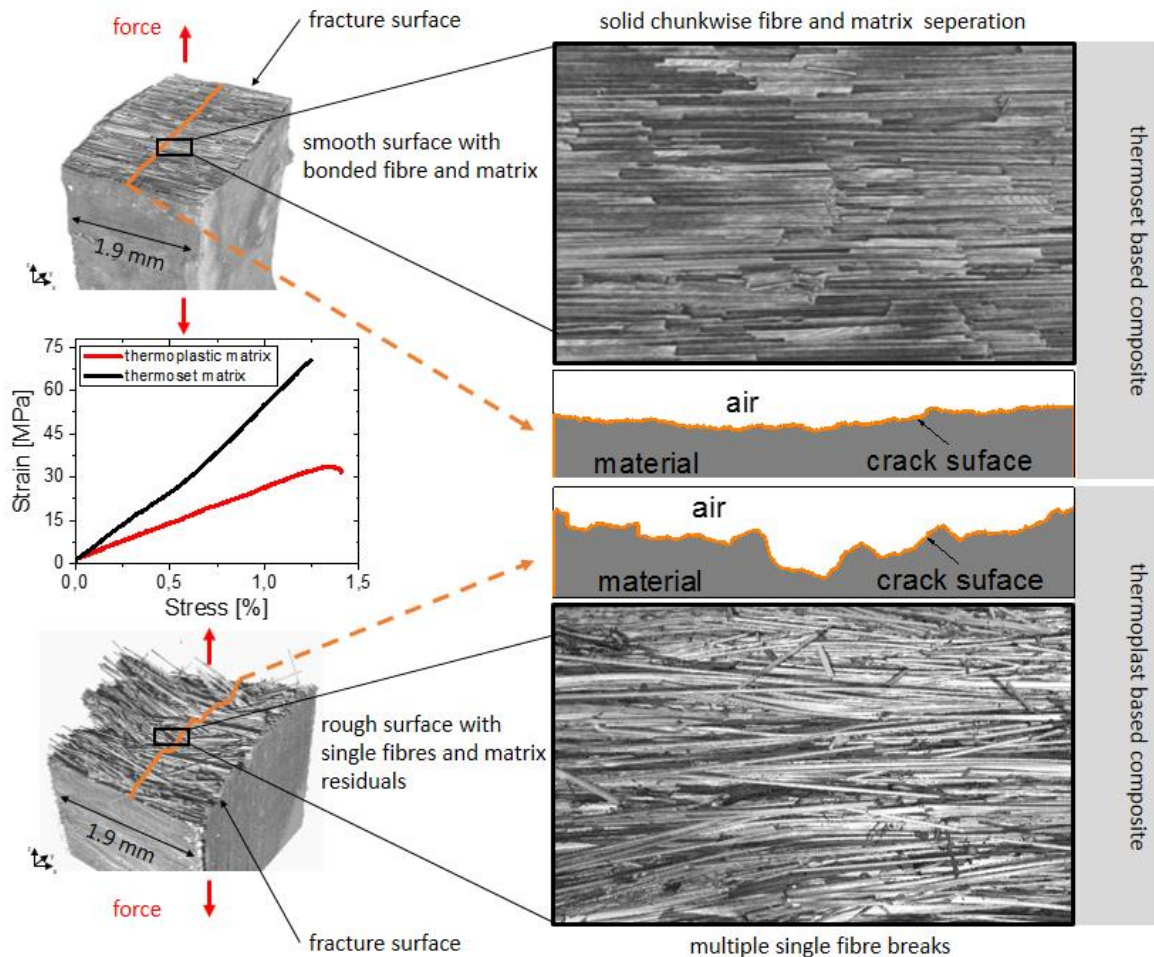 force
fracture surface
solid chunkwise fibre and matrix seperation
smooth surface with
bonded fibre and matrix
1.9 mm
thermoset based composite
75
60
45
30
15
0
Strain [MPa]
thermoplastic matrix
thermoset matrix
0,0
0,5
1,0
1,5
Stress [%]
air
material
crack suface
air
material
crack suface
thermoplast based composite
rough surface with
single fibres and matrix
residuals
1.9 mm
force
fracture surface
multiple single fibre breaks